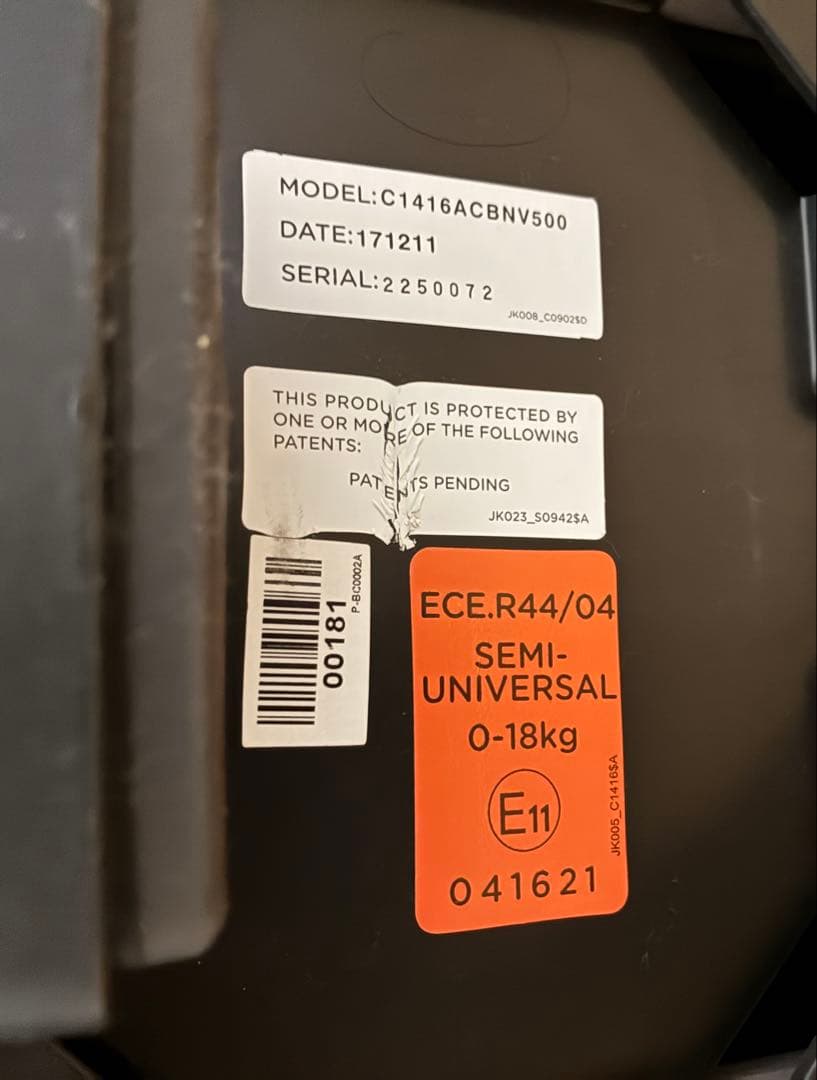 MODEL:C1416ACBNV500
DATE:171211
SERIAL:2250072
JK008_C0902$D
THIS PRODUCT IS PROTECTED BY
ONE OR MORE OF THE FOLLOWING
PATENTS:
PATENTS PENDING
JK023_S0942$A
00181
P-BC0002A
ECE.R44/04
SEMI-
UNIVERSAL
0-18kg
E11
041621
JK005_C1416$A